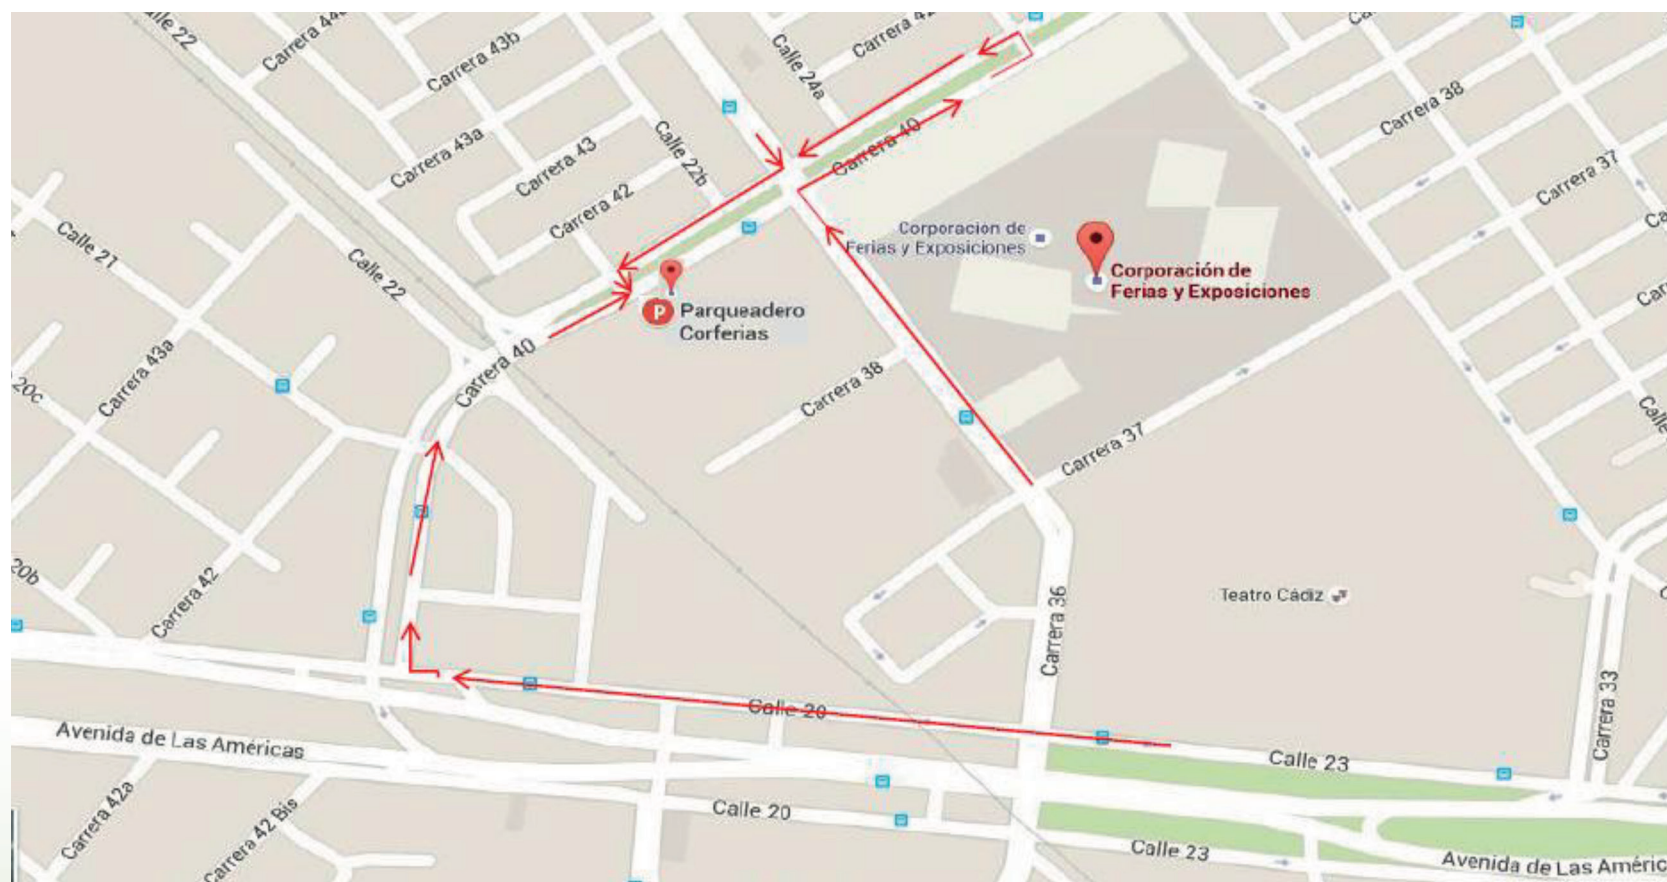 Calle 22
Carrera 44a
Carrera 43b
Calle 24a
Carrera 38
Carrera 43a
Carrera 43
Calle 22b
Carrera 40
Carrera 37
Carrera 42
Calle 21
Calle 22
Corporación de
Ferias y Exposiciones
Corporación de
Ferias y Exposiciones
P
Parqueadero
Corferias
Carrera 43a
Carrera 40
Carrera 38
20c
Carrera 37
20b
Carrera 42
Carrera 36
Teatro Cádiz
Carrera 33
Calle 20
Avenida de Las Américas
Calle 23
Carrera 42a
Carrera 42 Bis
Calle 20
Calle 23
Avenida de Las Améric